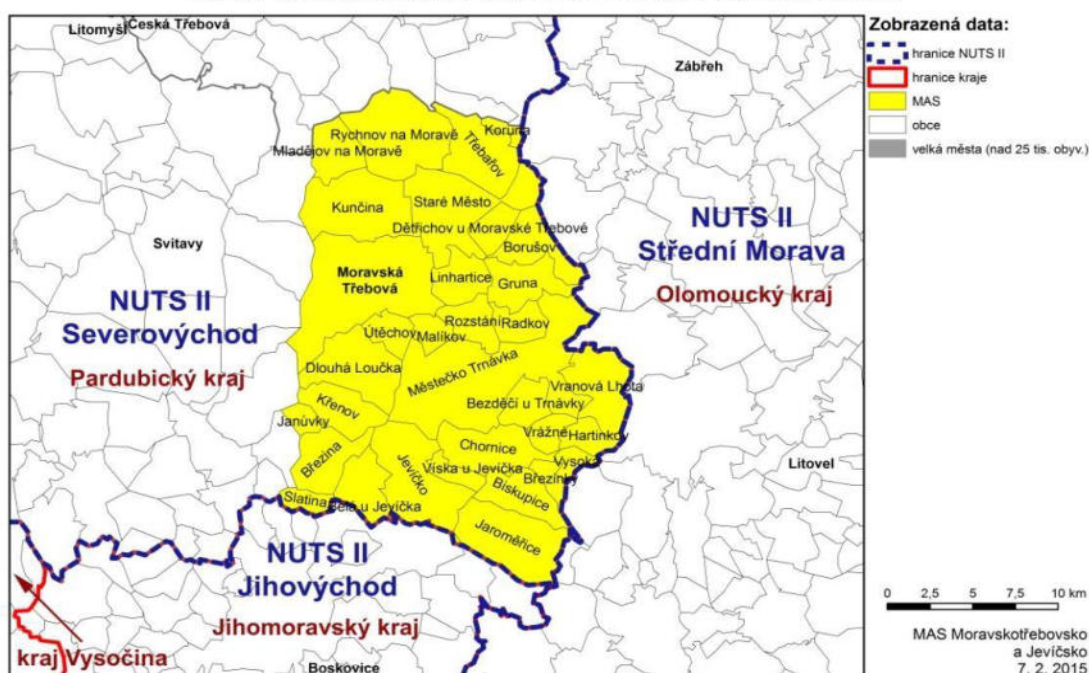 Litomyšl
Česká Třebová
Zábřeh
Rychnov na Moravě
Koruna
Mladějov na Moravě
Třebařov
Kunčina
Staré Město
Dětřichov u Moravské Třebové
Borušov
Svitavy
Moravská
Třebová
Linhartice
Gruna
NUTS II
Střední Morava
Olomoucký kraj
NUTS II
Severovýchod
Pardubický kraj
Útěchov
Malíkov
Rozstání
Radkov
Dlouhá Loučka
Městečko Trnávka
Vranová Lhota
Bezděčí u Trnávky
Křenov
Janůvky
Vrážné
Hartinkov
Chornice
Březina
Jevíčko
Víska u Jevíčka
Vysoká
Březinky
Biskupice
Litovel
Slatina
Bělá u Jevíčka
Jaroměřice
NUTS II
Jihovýchod
Jihomoravský kraj
kraj Vysočina
Boskovice
Zobrazená data:
hranice NUTS II
hranice kraje
MAS
obce
velká města (nad 25 tis. obyv.)
0 2,5 5 7,5 10 km
MAS Moravskotřebovsko
a Jevíčsko
7. 2. 2015